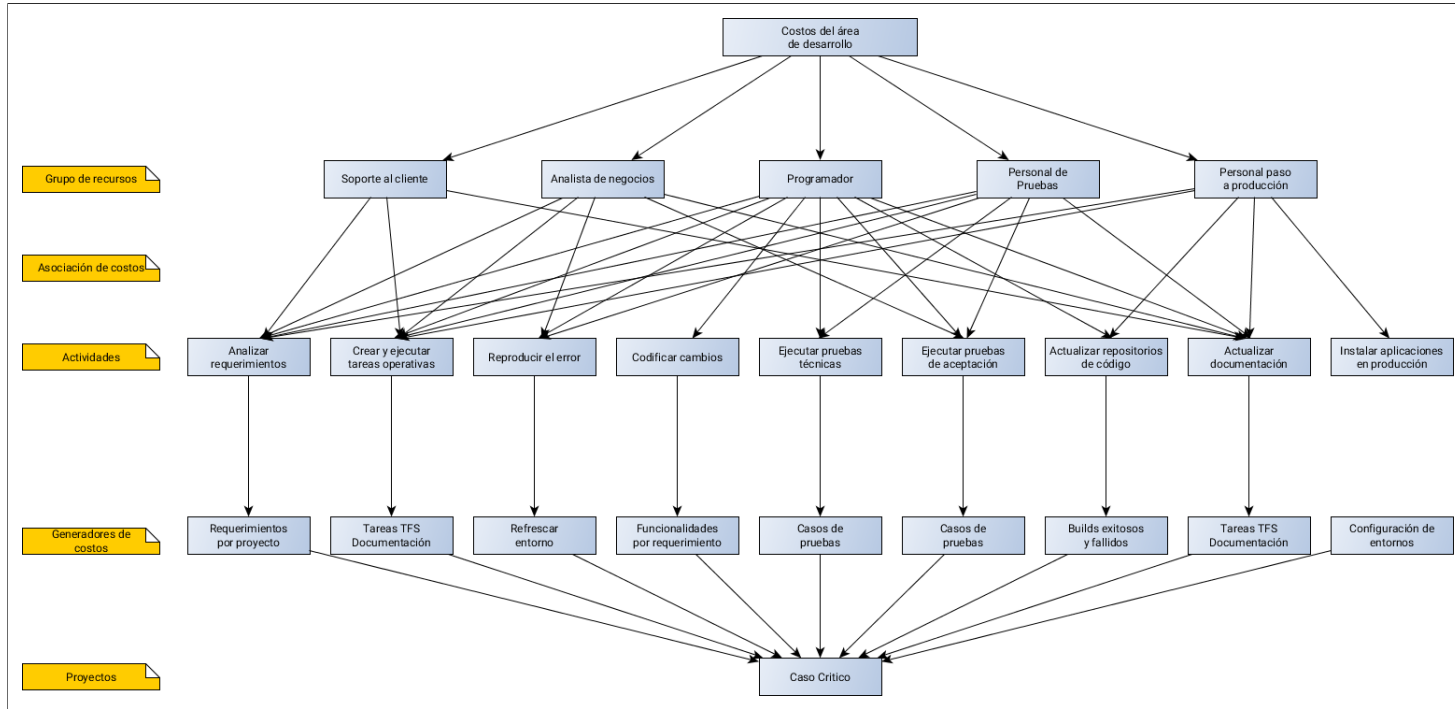 Costos del área
de desarrollo
Grupo de recursos
Soporte al cliente
Analista de negocios
Programador
Personal de
Pruebas
Personal paso
a producción
Asociación de costos
Actividades
Analizar
requerimientos
Crear y ejecutar
tareas operativas
Reproducir el error
Codificar cambios
Ejecutar pruebas
técnicas
Ejecutar pruebas
de aceptación
Actualizar repositorios
de código
Actualizar
documentación
Instalar aplicaciones
en producción
Generadores de
costos
Requerimientos
por proyecto
Tareas TFS
Documentación
Refrescar
entorno
Funcionalidades
por requerimiento
Casos de
pruebas
Casos de
pruebas
Builds exitosos
y fallidos
Tareas TFS
Documentación
Configuración de
entornos
Proyectos
Caso Critico